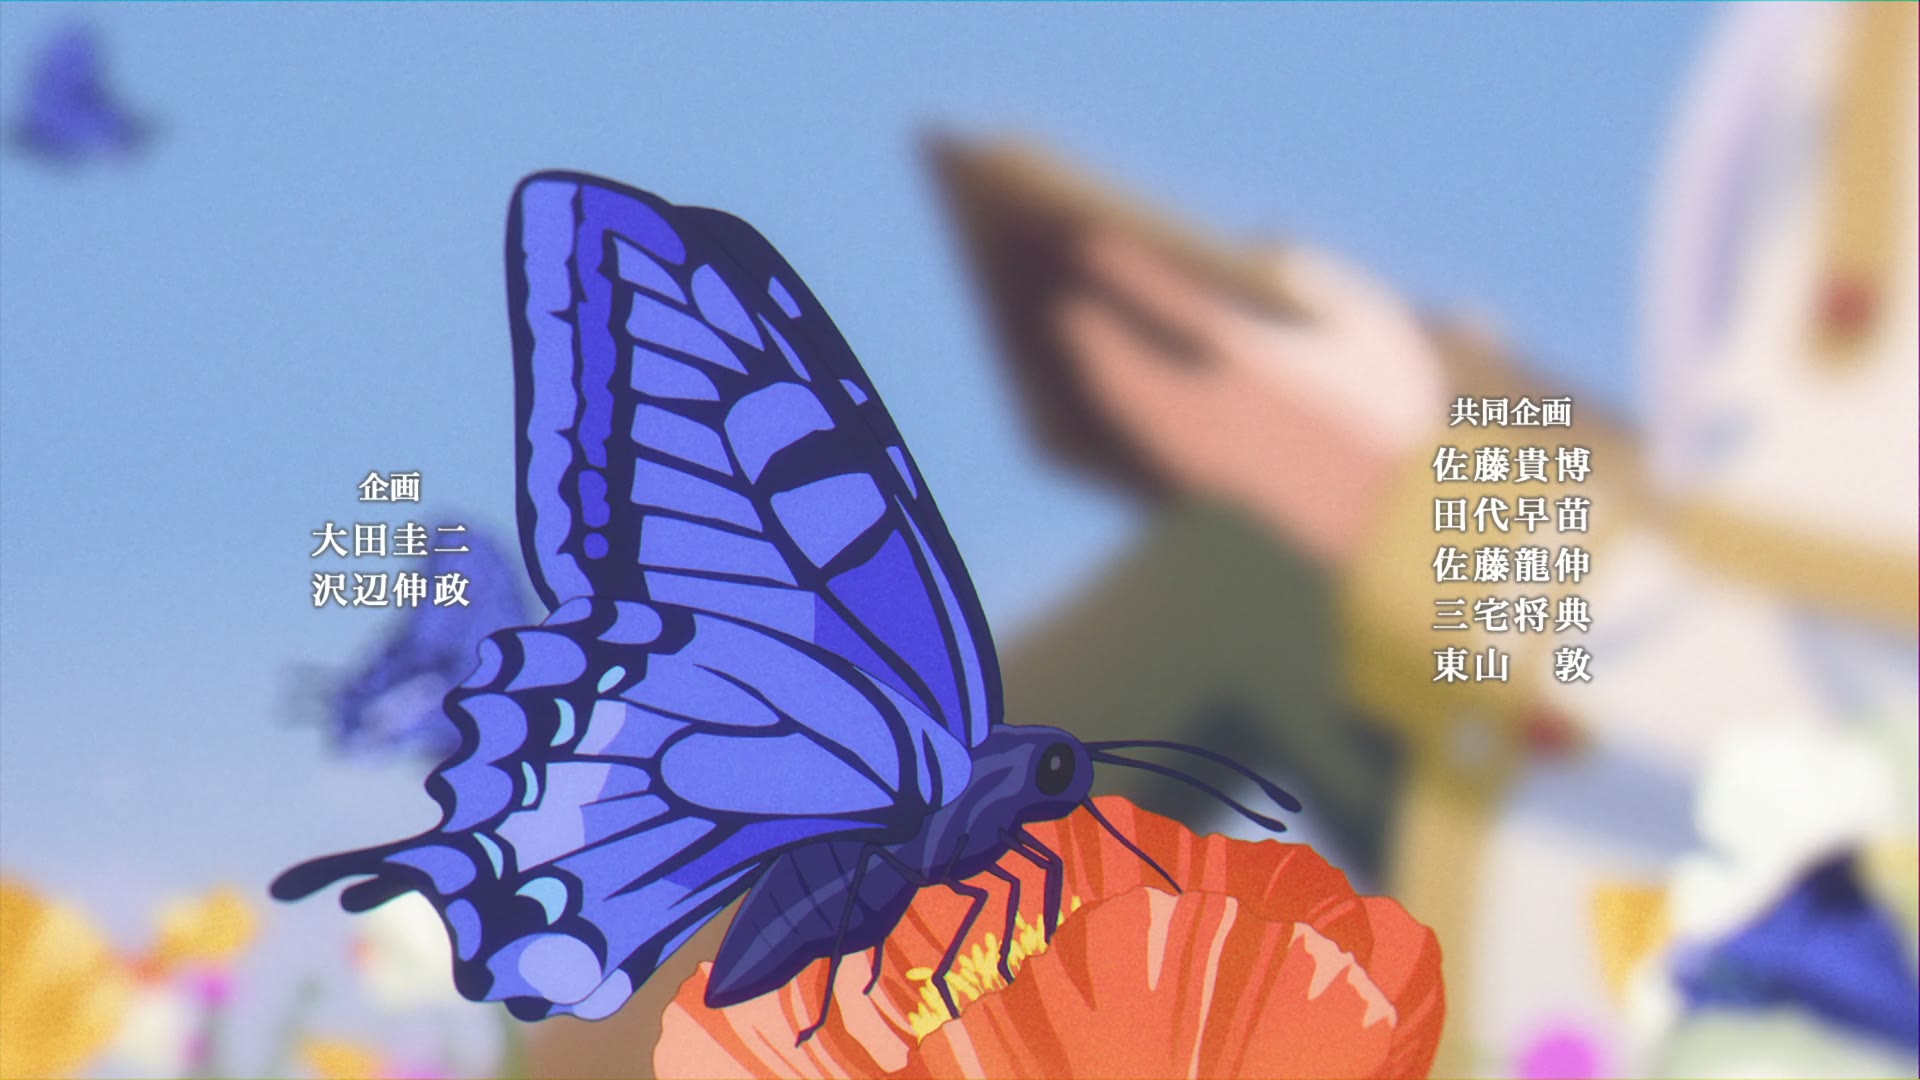 企画
大田圭二
沢辺伸政
共同企画
佐藤貴博
田代早苗
佐藤龍伸
三宅将典
東山　敦